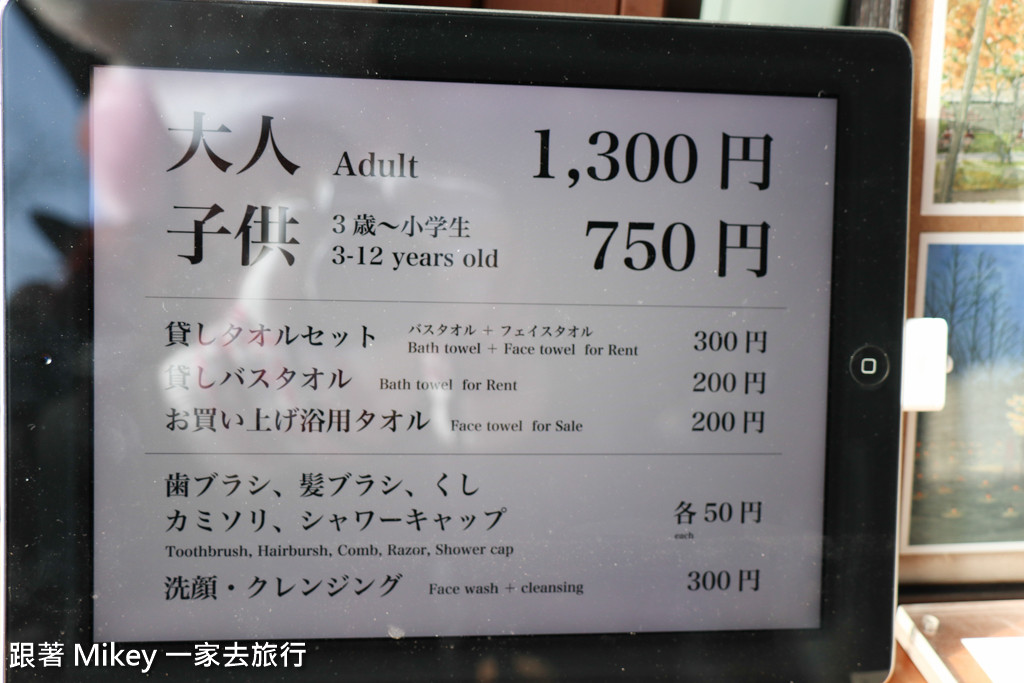 大人 Adult 1,300 円
子供 3歳〜小学生 750 円
3-12 years old
貸しタオルセット バスタオル + フェイスタオル 300 円
Bath towel + Face towel for Rent
貸しバスタオル Bath towel for Rent 200 円
お買い上げ浴用タオル Face towel for Sale 200 円
歯ブラシ、髪ブラシ、くし
カミソリ、シャワーキャップ 各 50 円
each
Toothbrush, Hairbursh, Comb, Razor, Shower cap
洗顔・クレンジング Face wash + cleansing 300 円
跟著 Mikey 一家去旅行